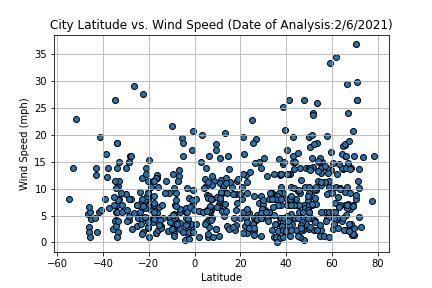 City Latitude vs. Wind Speed (Date of Analysis:2/6/2021)
35
30
25
20
15
10
5
0
Wind Speed (mph)
−60 −40 −20 0 20 40 60 80
Latitude